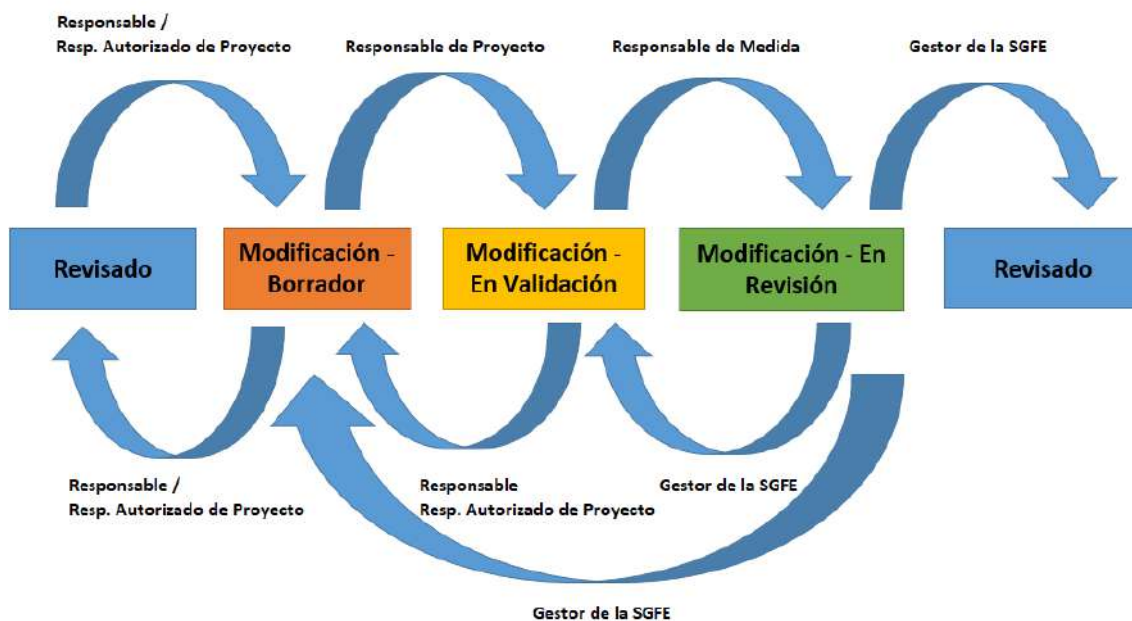 Responsable /
Resp. Autorizado de Proyecto
Responsable de Proyecto
Responsable de Medida
Gestor de la SGFE
Revisado
Modificación -
Borrador
Modificación -
En Validación
Modificación - En
Revisión
Revisado
Responsable /
Resp. Autorizado de Proyecto
Responsable
Resp. Autorizado de Proyecto
Gestor de la SGFE
Gestor de la SGFE